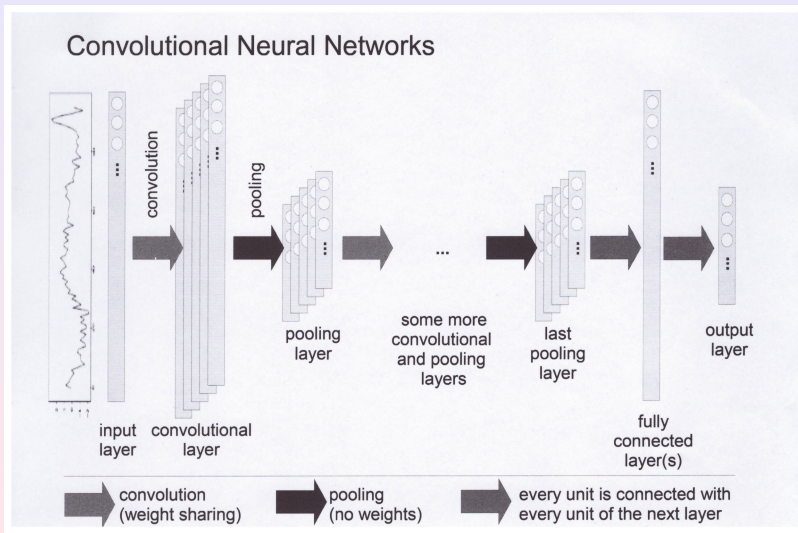 Convolutional Neural Networks
convolution
pooling
...
input
layer
convolutional
layer
pooling
layer
some more
convolutional
and pooling
layers
last
pooling
layer
fully
connected
layer(s)
output
layer
convolution
(weight sharing)
pooling
(no weights)
every unit is connected with
every unit of the next layer